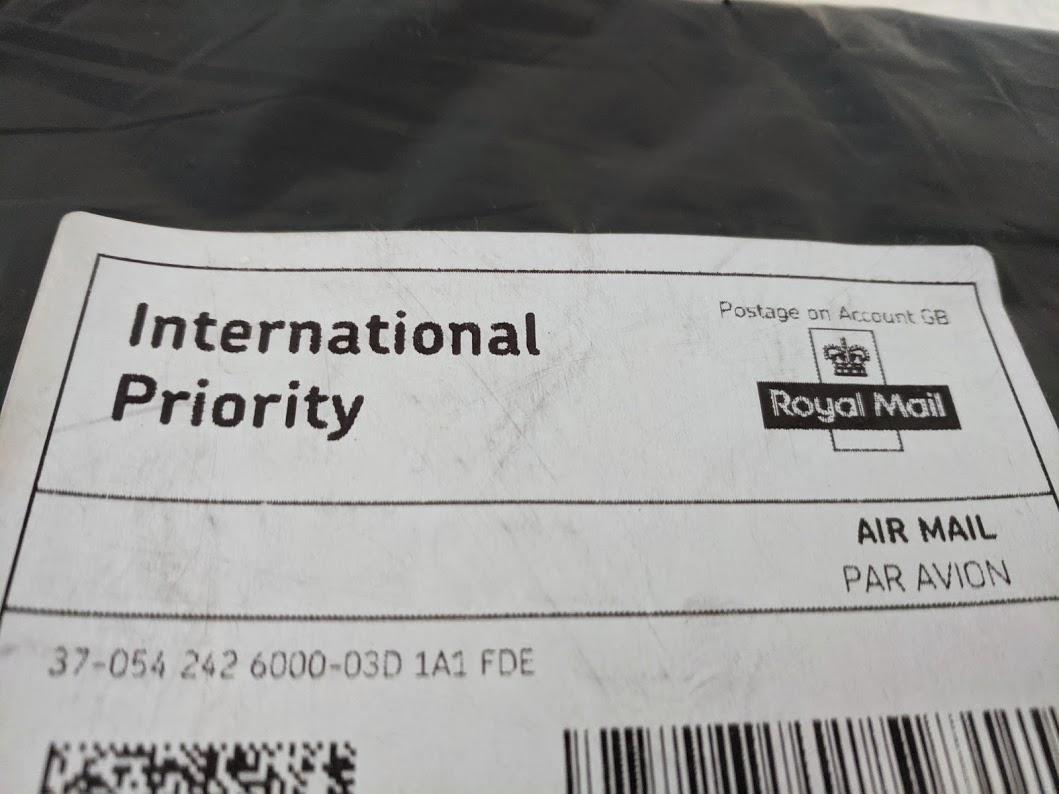 International
Priority
Postage on Account GB
Royal Mail
AIR MAIL
PAR AVION
37-054 242 6000-03D 1A1 FDE